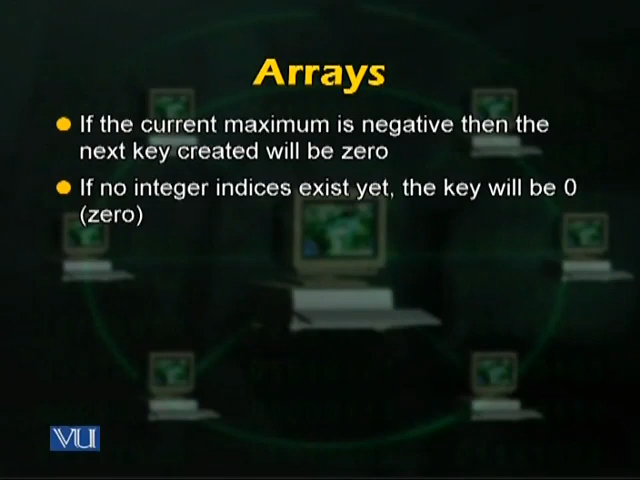 Arrays
If the current maximum is negative then the
next key created will be zero
If no integer indices exist yet, the key will be 0
(zero)
VU